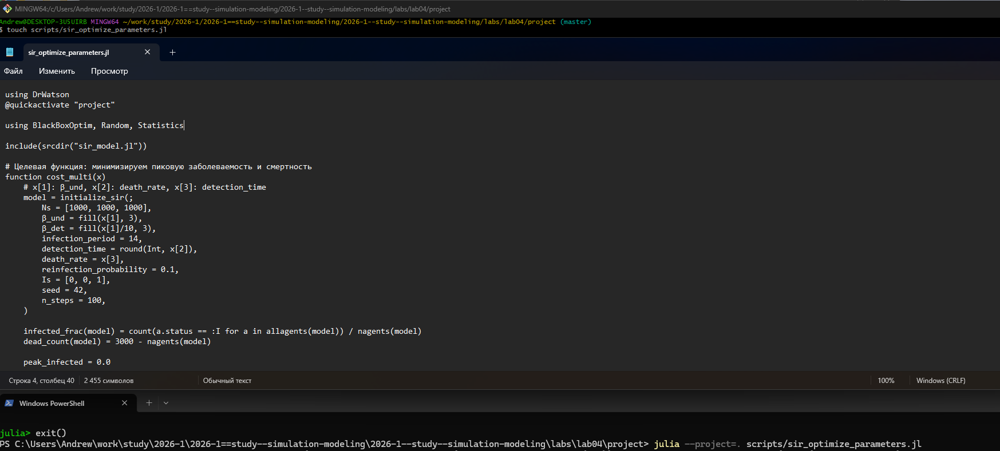 MINGW64:/c/Users/Andrew/work/study/2026-1/2026-1==study--simulation-modeling/2026-1--study--simulation-modeling/labs/lab04/project
Andrew@DESKTOP-3U5UIRB MINGW64 ~/work/study/2026-1/2026-1==study--simulation-modeling/2026-1--study--simulation-modeling/labs/lab04/project (master)
$ touch scripts/sir_optimize_parameters.jl
sir_optimize_parameters.jl
Файл Изменить Просмотр
using DrWatson
@quickactivate "project"
using BlackBoxOptim, Random, Statistics
include(srcdir("sir_model.jl"))
# Целевая функция: минимизируем пиковую заболеваемость и смертность
function cost_multi(x)
    # x[1]: β_und, x[2]: death_rate, x[3]: detection_time
    model = initialize_sir(;
        Ns = [1000, 1000, 1000],
        β_und = fill(x[1], 3),
        β_det = fill(x[1]/10, 3),
        infection_period = 14,
        detection_time = round(Int, x[2]),
        death_rate = x[3],
        reinfection_probability = 0.1,
        Is = [0, 0, 1],
        seed = 42,
        n_steps = 100,
    )
    infected_frac(model) = count(a.status == :I for a in allagents(model)) / nagents(model)
    dead_count(model) = 3000 - nagents(model)
    peak_infected = 0.0
Строка 4, столбец 40 2 455 символов Обычный текст 100% Windows (CRLF)
Windows PowerShell
julia> exit()
PS C:\Users\Andrew\work\study\2026-1\2026-1==study--simulation-modeling\2026-1--study--simulation-modeling\labs\lab04\project> julia --project=. scripts/sir_optimize_parameters.jl